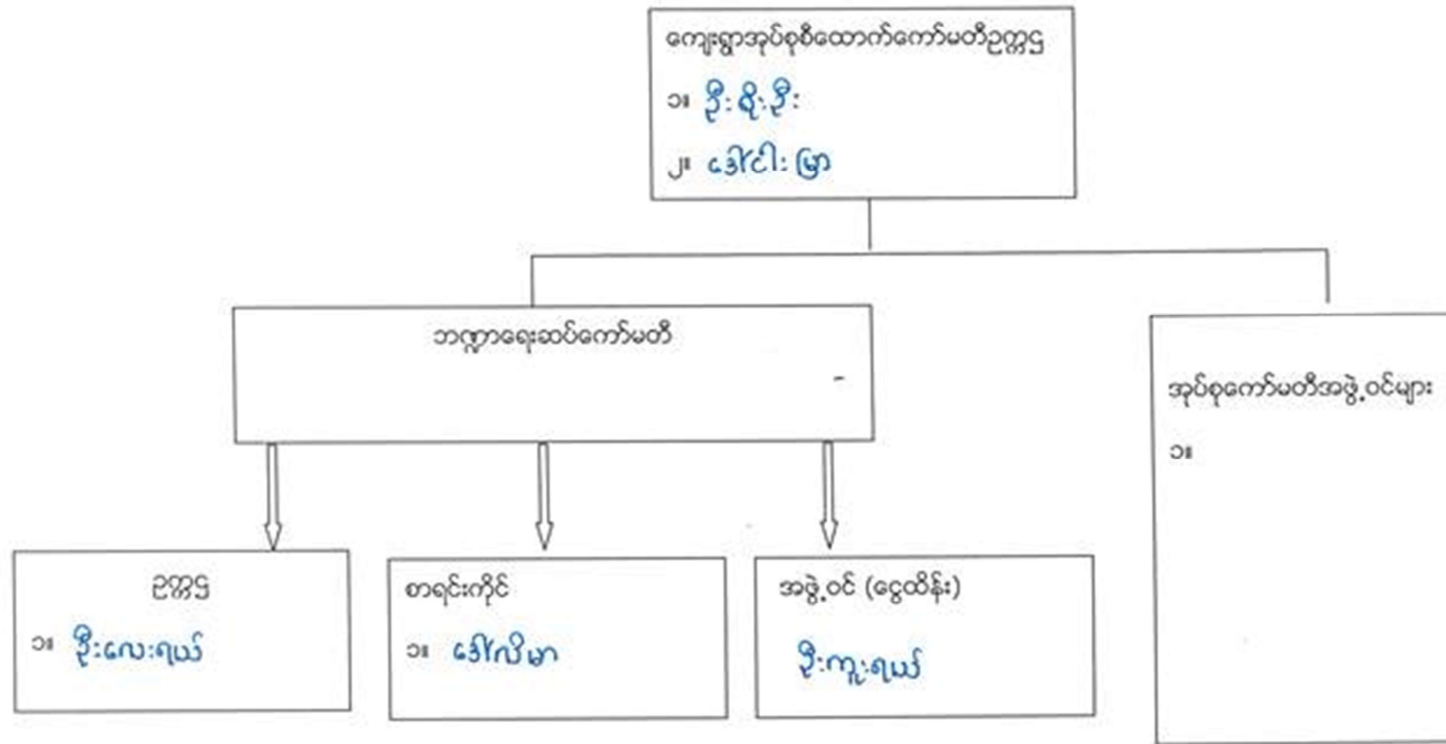 ကျေးရွာအုပ်စုစီထောက်ကော်မတီဥက္ကဌ
၁။ ဦးစိုးဦး
၂။ ဒေါ်ငါးမြာ
ဘဏ္ဍာရေးဆပ်ကော်မတီ
-
အုပ်စုကော်မတီအဖွဲ့ဝင်များ
၁။
ဥက္ကဌ
၁။ ဦးလေးရယ်
စာရင်းကိုင်
၁။ ဒေါ်လိမာ
အဖွဲ့ဝင် (ငွေထိန်း)
ဦးကူးရယ်